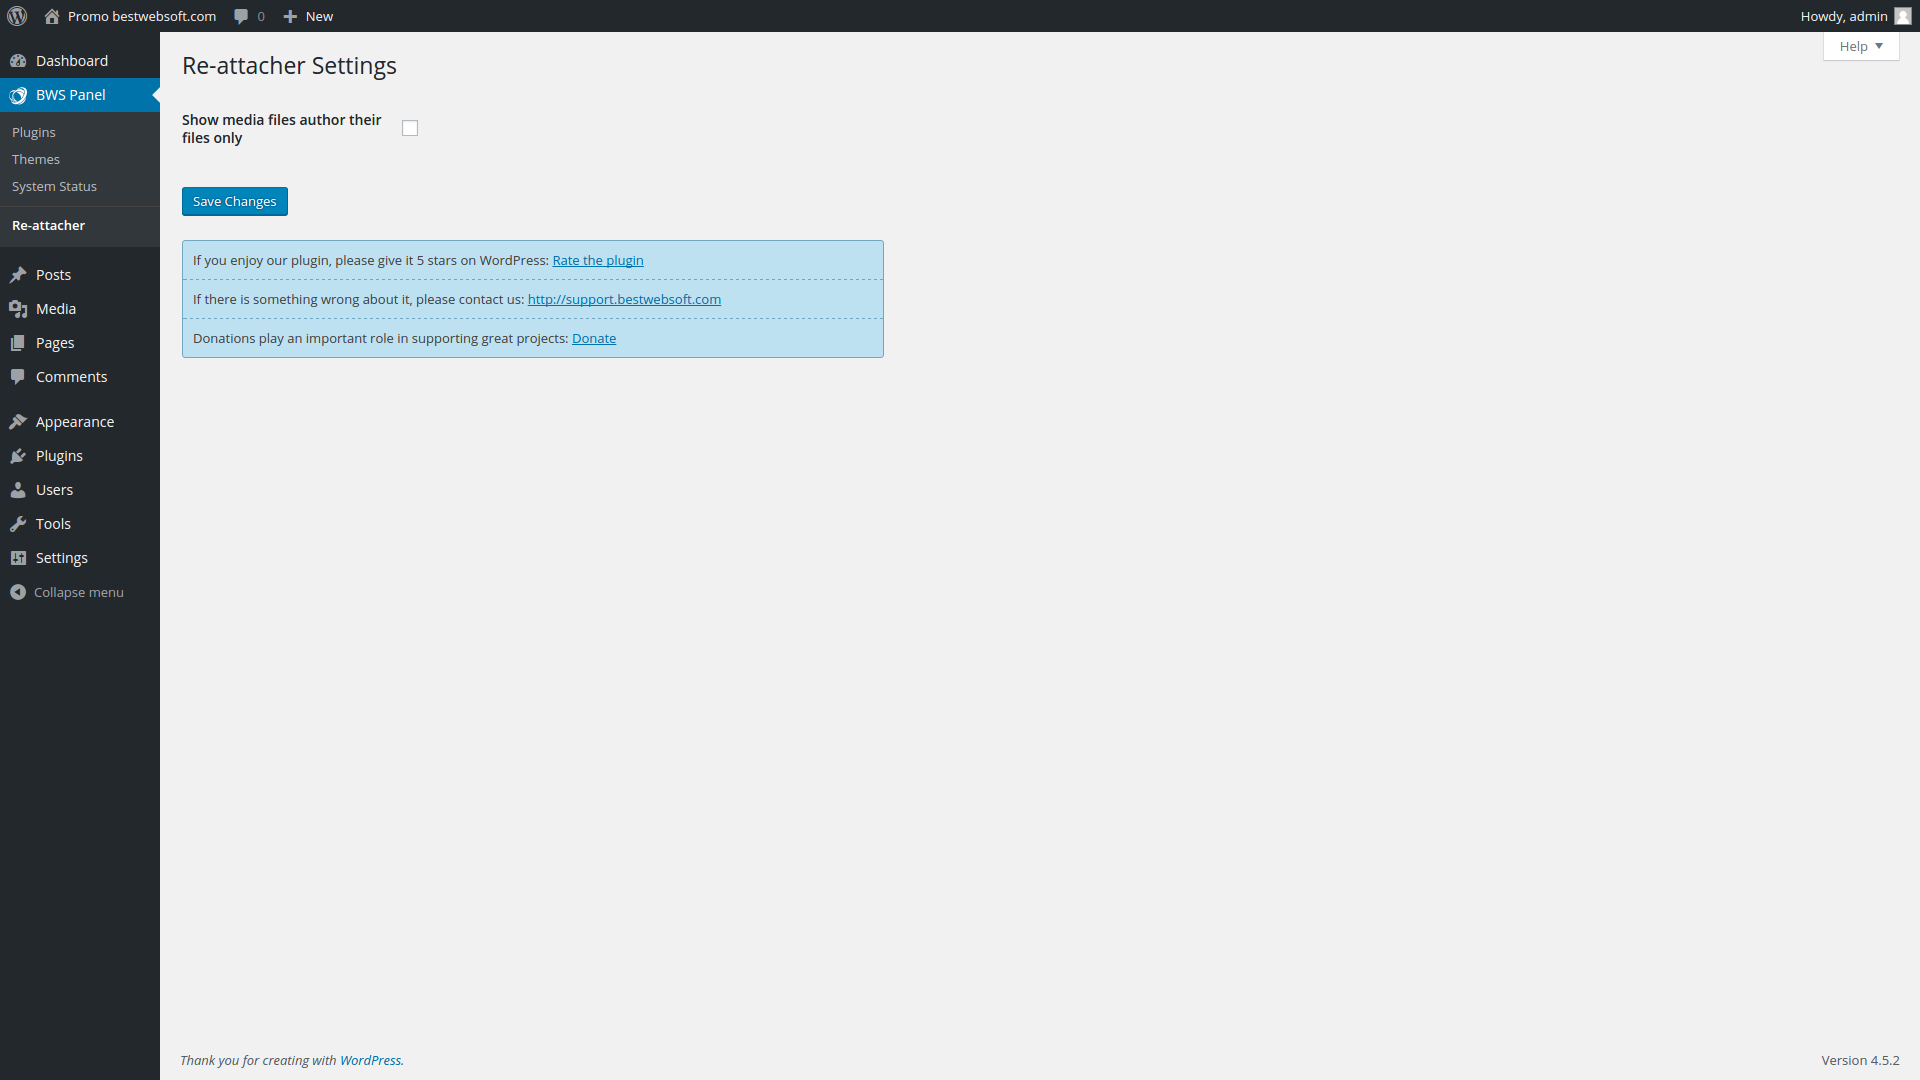 Promo bestwebsoft.com 0 New Howdy, admin
Help
Dashboard
BWS Panel
Plugins
Themes
System Status
Re-attacher
Posts
Media
Pages
Comments
Appearance
Plugins
Users
Tools
Settings
Collapse menu
Re-attacher Settings
Show media files author their
files only
Save Changes
If you enjoy our plugin, please give it 5 stars on WordPress: Rate the plugin
If there is something wrong about it, please contact us: http://support.bestwebsoft.com
Donations play an important role in supporting great projects: Donate
Thank you for creating with WordPress. Version 4.5.2